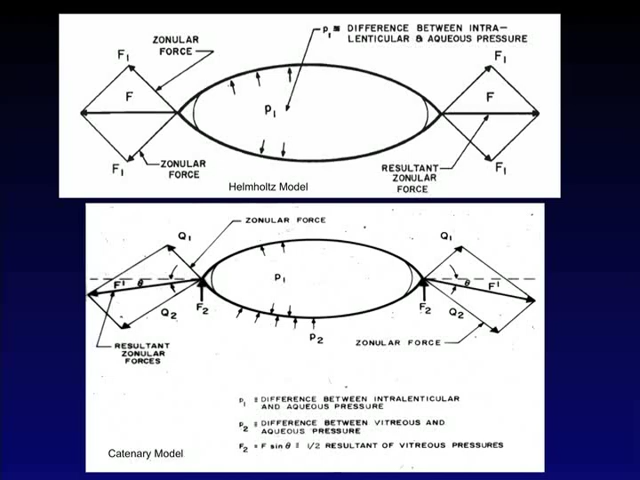 p₁ ≡ DIFFERENCE BETWEEN INTRA-
LENTICULAR & AQUEOUS PRESSURE
ZONULAR
FORCE
F₁
F₁
F
F
p₁
F₁
F₁
ZONULAR
FORCE
RESULTANT
ZONULAR
FORCE
Helmholtz Model
ZONULAR FORCE
Q₁
Q₁
p₁
F' θ
θ F'
Q₂
F₂
F₂
Q₂
p₂
RESULTANT
ZONULAR
FORCES
ZONULAR FORCE
p₁ ≡ DIFFERENCE BETWEEN INTRALENTICULAR
AND AQUEOUS PRESSURE
p₂ ≡ DIFFERENCE BETWEEN VITREOUS AND
AQUEOUS PRESSURE
F₂ = F sin θ ≡ 1/2 RESULTANT OF VITREOUS PRESSURES
Catenary Model